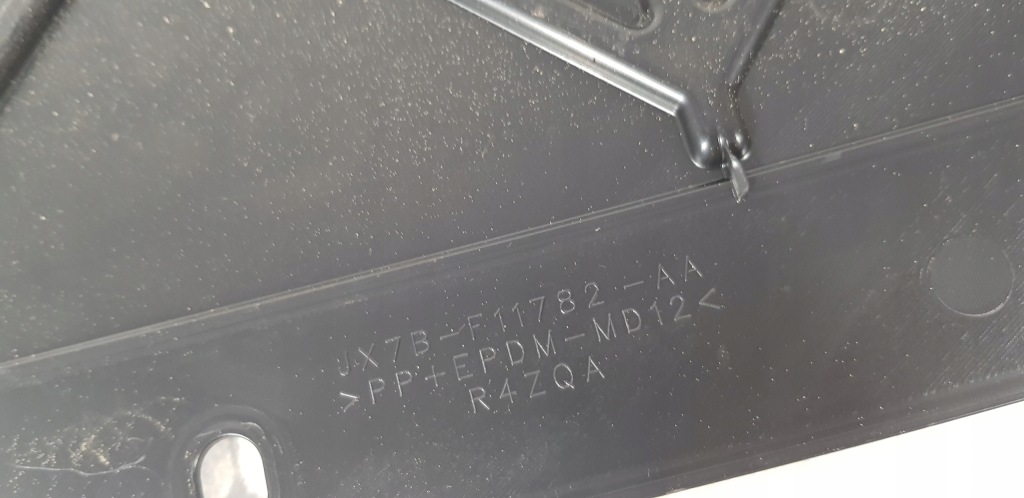 JX7B-F11782-AA
>PP+EPDM-MD12<
R4ZQA